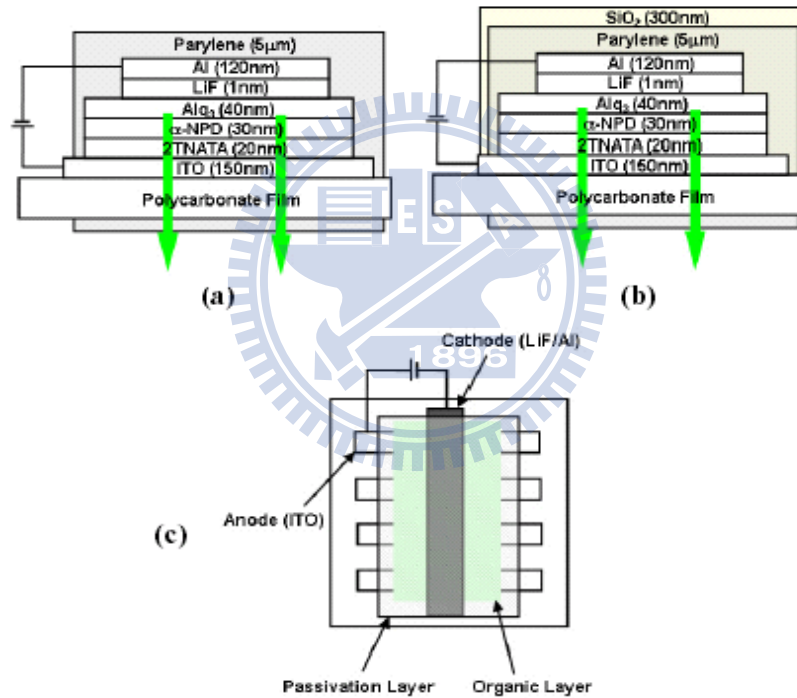 Parylene (5μm)
Al (120nm)
LiF (1nm)
Alq₃ (40nm)
α-NPD (30nm)
2TNATA (20nm)
ITO (150nm)
Polycarbonate Film
(a)
SiO₂ (300nm)
Parylene (5μm)
Al (120nm)
LiF (1nm)
Alq₃ (40nm)
α-NPD (30nm)
2TNATA (20nm)
ITO (150nm)
Polycarbonate Film
(b)
E S A
1896
Cathode (LiF/Al)
Anode (ITO)
(c)
Passivation Layer
Organic Layer